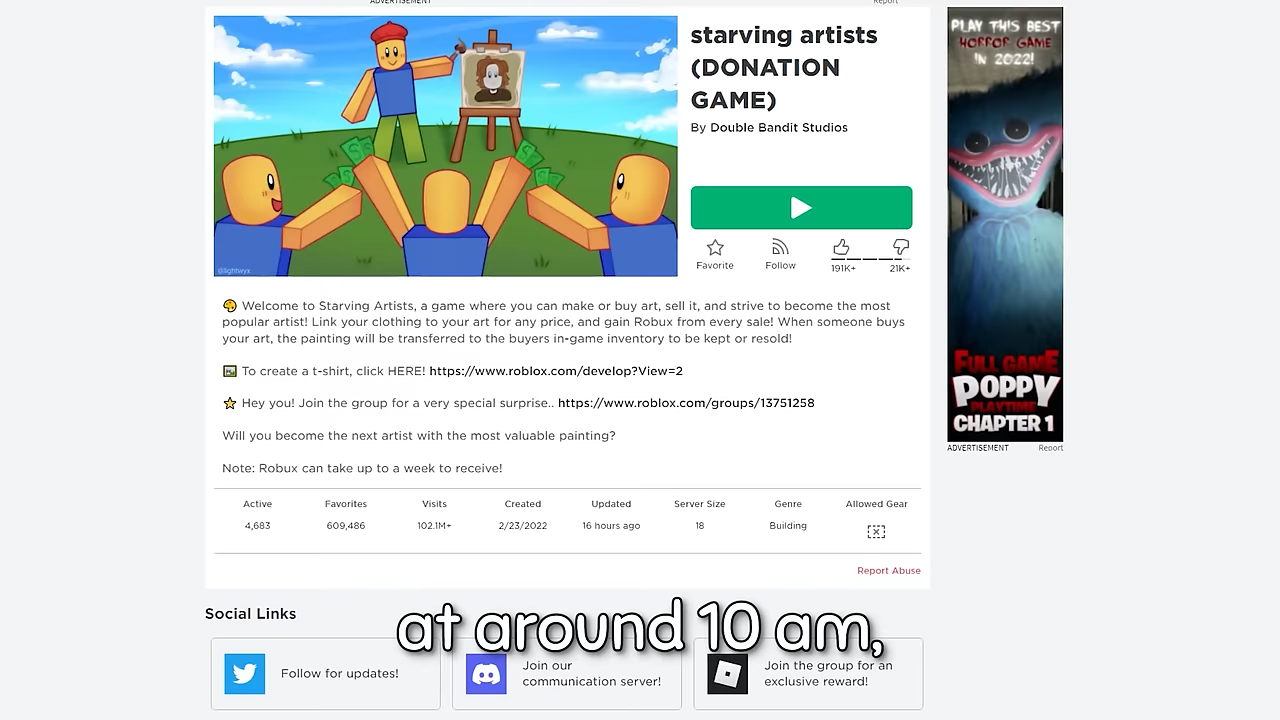 ADVERTISEMENT
Report
starving artists
(DONATION
GAME)
By Double Bandit Studios
Favorite
Follow
191K+
21K+
@lightwyx
Welcome to Starving Artists, a game where you can make or buy art, sell it, and strive to become the most
popular artist! Link your clothing to your art for any price, and gain Robux from every sale! When someone buys
your art, the painting will be transferred to the buyers in-game inventory to be kept or resold!
To create a t-shirt, click HERE! https://www.roblox.com/develop?View=2
Hey you. Join the group for a very special surprise.. https://www.roblox.com/groups/13751258
Will you become the next artist with the most valuable painting?
Note: Robux can take up to a week to receive!
Active Favorites Visits Created Updated Server Size Genre Allowed Gear
4,683 609,486 102.1M+ 2/23/2022 16 hours ago 18 Building
Report Abuse
Social Links
at around 10 am,
Follow for updates!
Join our
communication server!
Join the group for an
exclusive reward!
PLAY THIS BEST
HORROR GAME
IN 2022!
FULL GAME
POPPY
PLAYTIME
CHAPTER 1
ADVERTISEMENT
Report